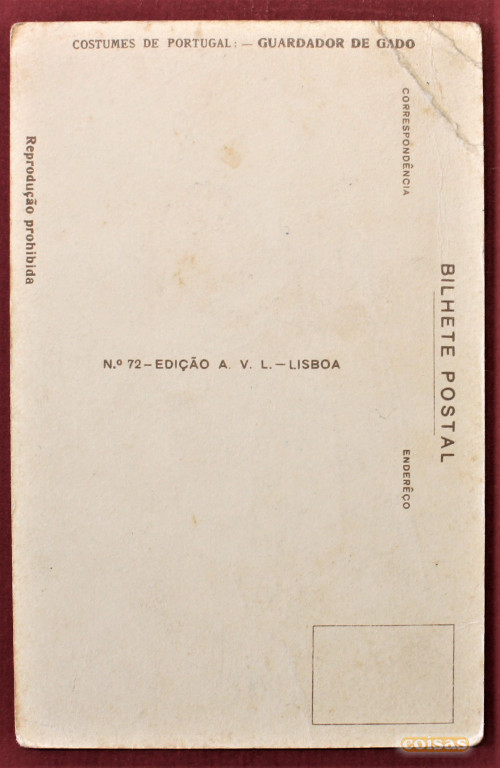 COSTUMES DE PORTUGAL: — GUARDADOR DE GADO
CORRESPONDÊNCIA
Reprodução prohibida
BILHETE POSTAL
N.º 72 — EDIÇÃO A. V. L. — LISBOA
ENDERÊÇO
coisas